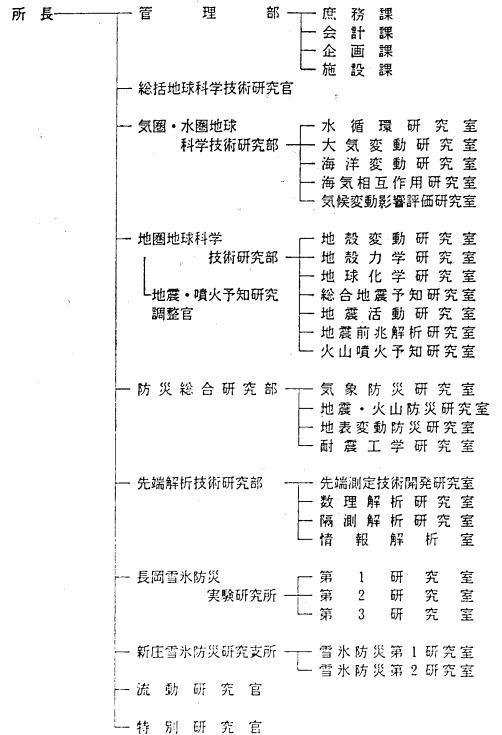 所長 管理部 庶務課
会計課
企画課
施設課
総括地球科学技術研究官
気圏・水圏地球 水循環研究室
科学技術研究部 大気変動研究室
海洋変動研究室
海気相互作用研究室
気候変動影響評価研究室
地圏地球科学 地殻変動研究室
技術研究部 地殻力学研究室
地球化学研究室
地震・噴火予知研究 総合地震予知研究室
調整官 地震活動研究室
地震前兆解析研究室
火山噴火予知研究室
防災総合研究部 気象防災研究室
地震・火山防災研究室
地表変動防災研究室
耐震工学研究室
先端解析技術研究部 先端測定技術開発研究室
数理解析研究室
隔測解析研究室
情報解析室
長岡雪氷防災 第1研究室
実験研究所 第2研究室
第3研究室
新庄雪氷防災研究支所 雪氷防災第1研究室
雪氷防災第2研究室
流動研究官
特別研究官